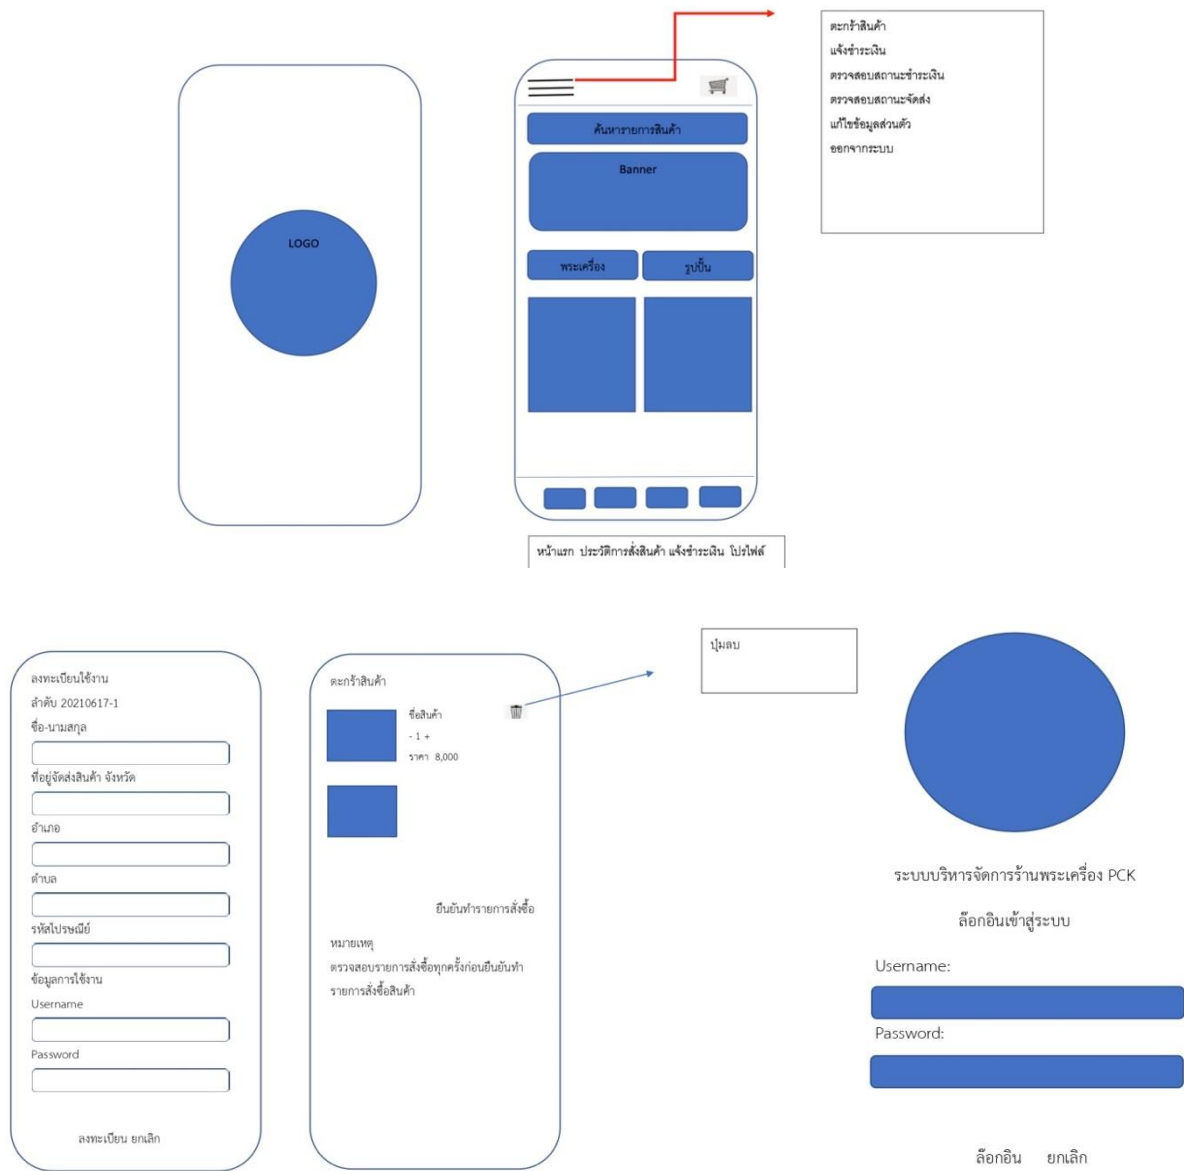 ตะกร้าสินค้า
แจ้งชำระเงิน
ตรวจสอบสถานะชำระเงิน
ตรวจสอบสถานะจัดส่ง
แก้ไขข้อมูลส่วนตัว
ออกจากระบบ
LOGO
ค้นหารายการสินค้า
Banner
พระเครื่อง
รูปปั้น
หน้าแรก ประวัติการสั่งสินค้า แจ้งชำระเงิน โปรไฟล์
ลงทะเบียนใช้งาน
ลำดับ 20210617-1
ชื่อ-นามสกุล
ที่อยู่จัดส่งสินค้า จังหวัด
อำเภอ
ตำบล
รหัสไปรษณีย์
ข้อมูลการใช้งาน
Username
Password
ลงทะเบียน ยกเลิก
ตะกร้าสินค้า
ชื่อสินค้า
- 1 +
ราคา 8,000
ยืนยันทำรายการสั่งซื้อ
หมายเหตุ
ตรวจสอบรายการสั่งซื้อทุกครั้งก่อนยืนยันทำ
รายการสั่งซื้อสินค้า
ปุ่มลบ
ระบบบริหารจัดการร้านพระเครื่อง PCK
ล๊อกอินเข้าสู่ระบบ
Username:
Password:
ล๊อกอิน ยกเลิก